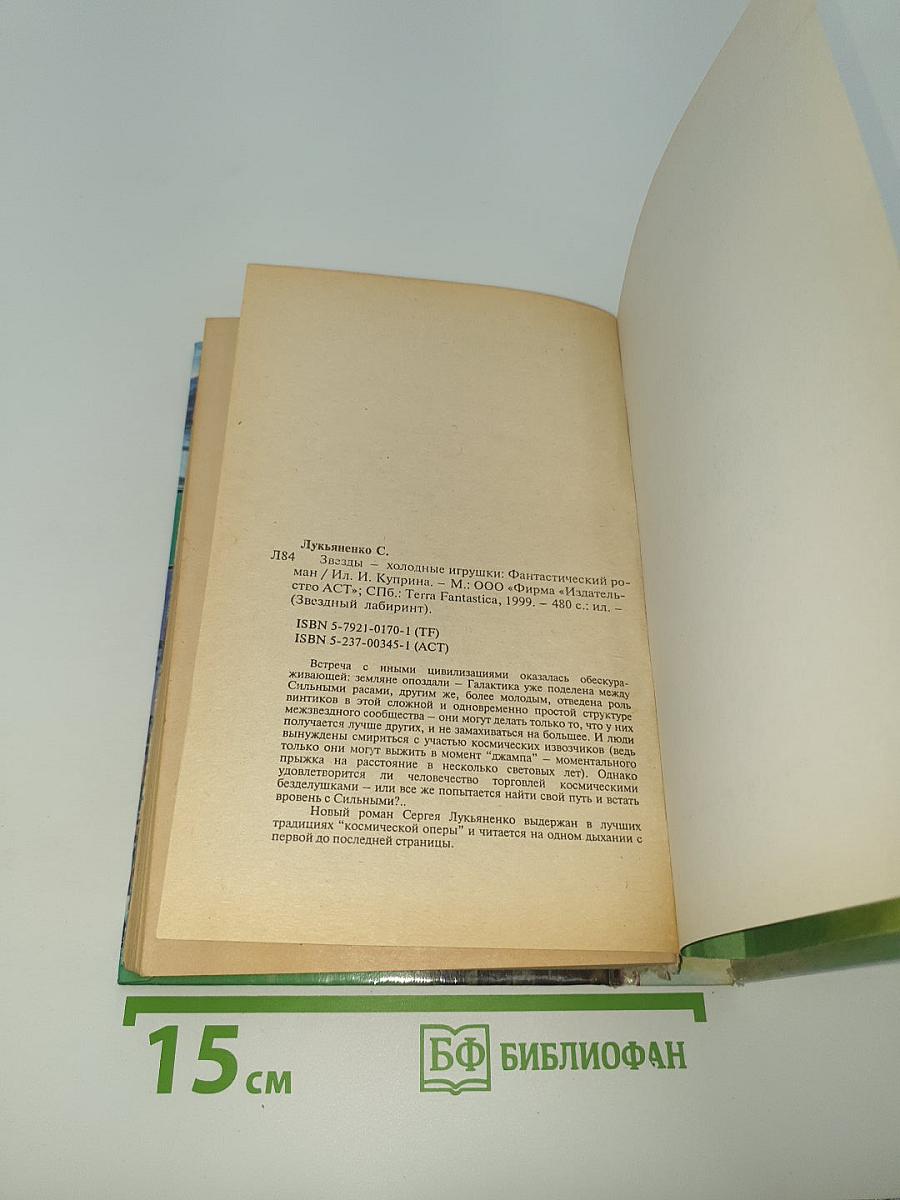 Лукьяненко С.
Л84 Звезды – холодные игрушки: Фантастический ро-
ман / Ил. И. Куприна. – М.: ООО «Фирма «Издатель-
ство АСТ»; СПб.: Terra Fantastica, 1999. – 480 с.: ил. –
(Звездный лабиринт).
ISBN 5-7921-0170-1 (TF)
ISBN 5-237-00345-1 (АСТ)
Встреча с иными цивилизациями оказалась обескура-
живающей: земляне опоздали – Галактика уже поделена между
Сильными расами, другим же, более молодым, отведена роль
винтиков в этой сложной и одновременно простой структуре
межзвездного сообщества – они могут делать только то, что у них
получается лучше других, и не замахиваться на большее. И люди
вынуждены смириться с участью космических извозчиков (ведь
только они могут выжить в момент "джампа" – моментального
прыжка на расстояние в несколько световых лет). Однако
удовлетворится ли человечество торговлей космическими
безделушками – или все же попытается найти свой путь и встать
вровень с Сильными?..
Новый роман Сергея Лукьяненко выдержан в лучших
традициях "космической оперы" и читается на одном дыхании с
первой до последней страницы.
15 см
БФ БИБЛИОФАН